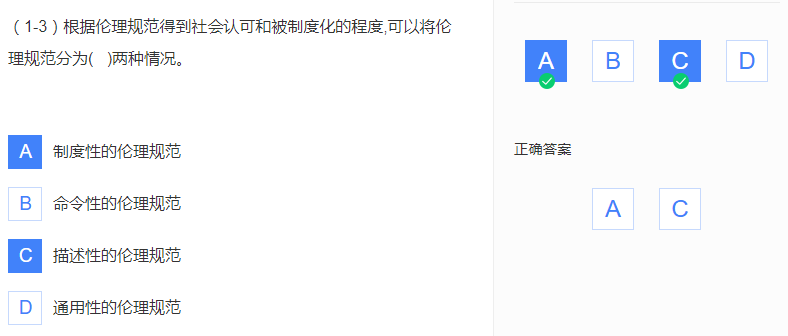 （1-3）根据伦理规范得到社会认可和被制度化的程度,可以将伦
理规范分为(   )两种情况。
A 制度性的伦理规范
B 命令性的伦理规范
C 描述性的伦理规范
D 通用性的伦理规范
A B C D
正确答案
A C